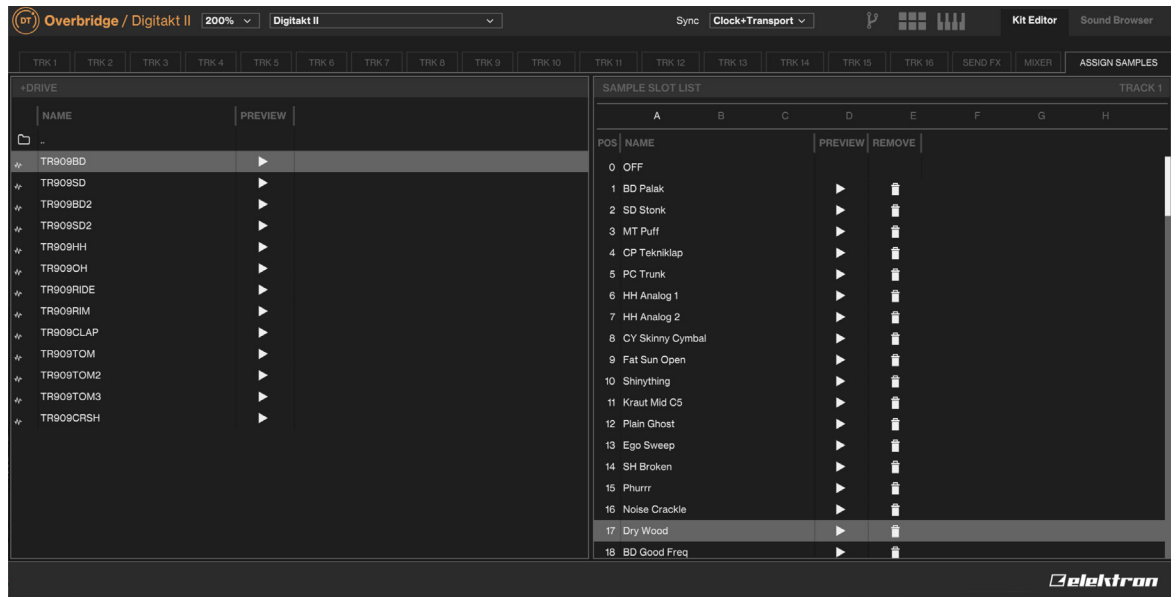 DT Overbridge / Digitakt II 200% Digitakt II Sync Clock+Transport Kit Editor Sound Browser
TRK 1 TRK 2 TRK 3 TRK 4 TRK 5 TRK 6 TRK 7 TRK 8 TRK 9 TRK 10 TRK 11 TRK 12 TRK 13 TRK 14 TRK 15 TRK 16 SEND FX MIXER ASSIGN SAMPLES
+DRIVE
NAME PREVIEW
..
TR909BD
TR909SD
TR909BD2
TR909SD2
TR909HH
TR909OH
TR909RIDE
TR909RIM
TR909CLAP
TR909TOM
TR909TOM2
TR909TOM3
TR909CRSH
SAMPLE SLOT LIST TRACK 1
A B C D E F G H
POS NAME PREVIEW REMOVE
0 OFF
1 BD Palak
2 SD Stonk
3 MT Puff
4 CP Tekniklap
5 PC Trunk
6 HH Analog 1
7 HH Analog 2
8 CY Skinny Cymbal
9 Fat Sun Open
10 Shinything
11 Kraut Mid C5
12 Plain Ghost
13 Ego Sweep
14 SH Broken
15 Phurrr
16 Noise Crackle
17 Dry Wood
18 BD Good Freq
elektron